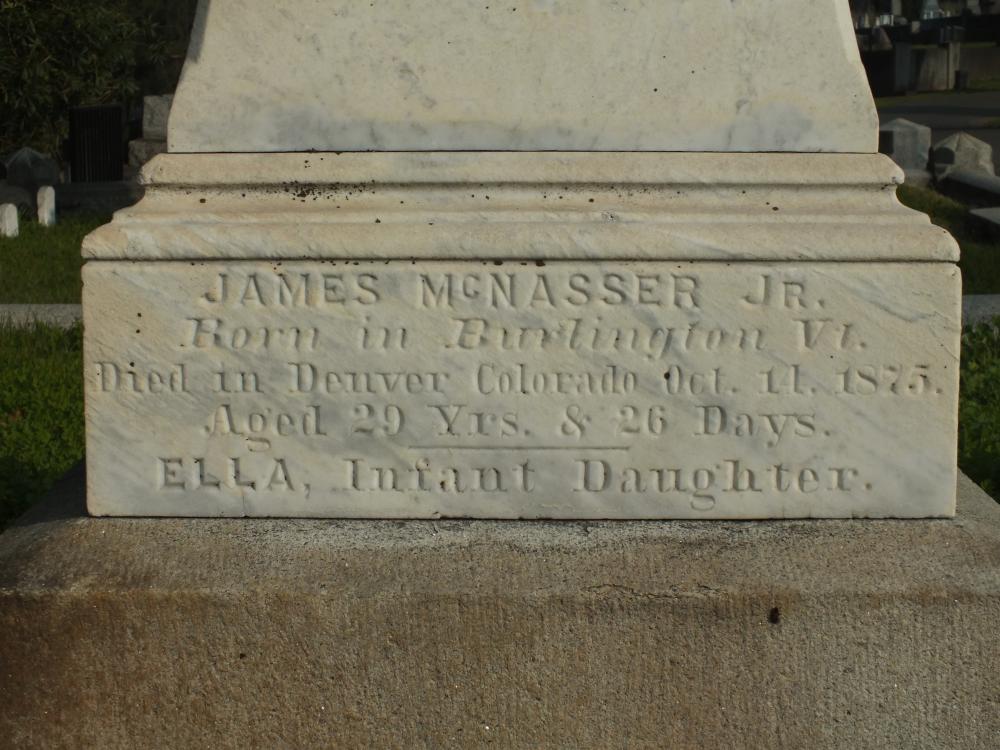 JAMES McNASSER JR.
Born in Burlington Vt.
Died in Denver Colorado Oct. 14. 1875.
Aged 29 Yrs. & 26 Days.
ELLA, Infant Daughter.